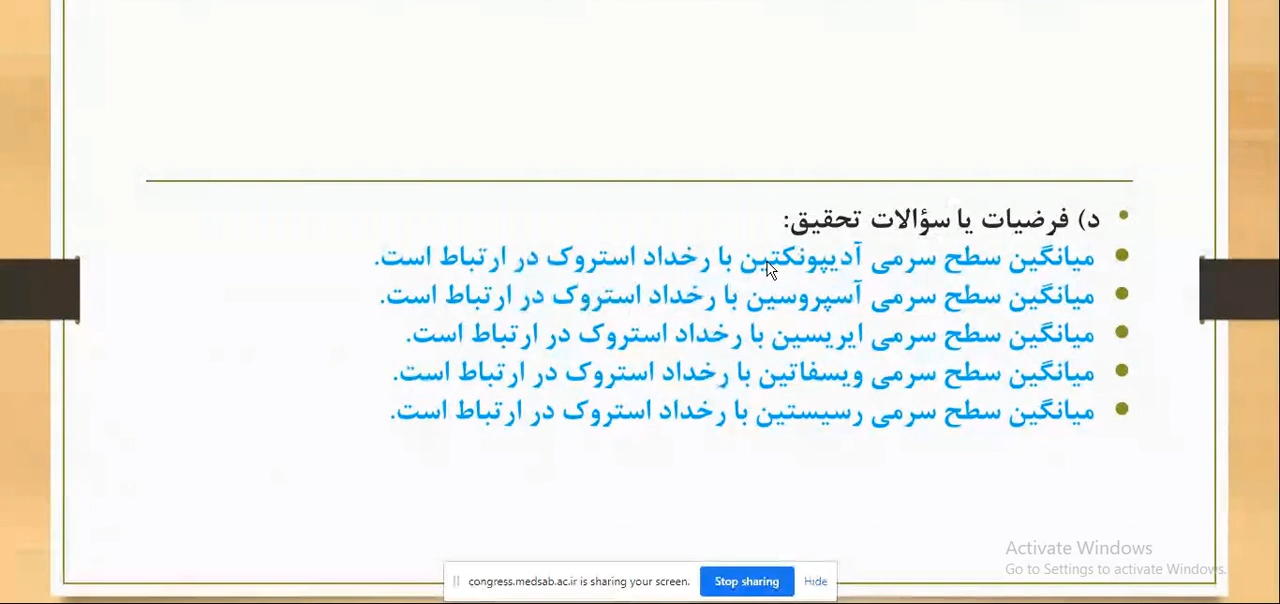 د) فرضیات یا سؤالات تحقیق:
میانگین سطح سرمی آدیپونکتین با رخداد استروک در ارتباط است.
میانگین سطح سرمی آسپروسین با رخداد استروک در ارتباط است.
میانگین سطح سرمی ایریسین با رخداد استروک در ارتباط است.
میانگین سطح سرمی ویسفاتین با رخداد استروک در ارتباط است.
میانگین سطح سرمی رسیستین با رخداد استروک در ارتباط است.
Activate Windows
Go to Settings to activate Windows.
congress.medsab.ac.ir is sharing your screen. Stop sharing Hide